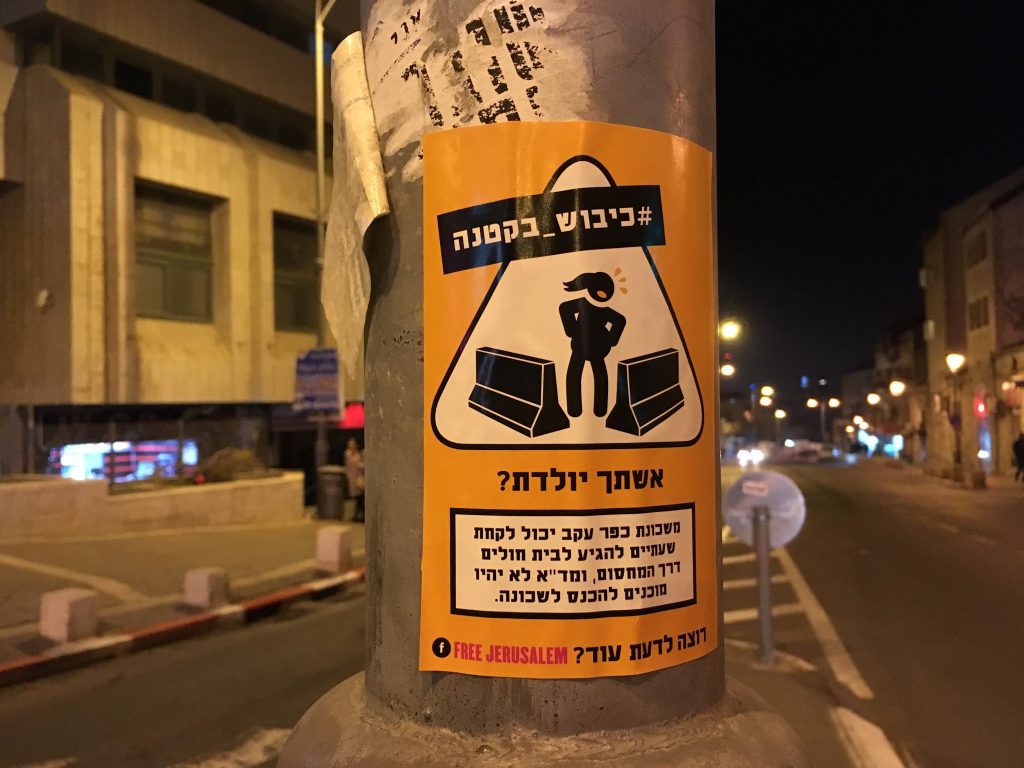 #כיבוש_בקטנה
אשתך יולדת?
משכונת כפר עקב יכול לקחת
שעתיים להגיע לבית חולים
דרך המחסום, ומד"א לא יהיו
מוכנים להכנס לשכונה.
רוצה לדעת עוד? FREE JERUSALEM